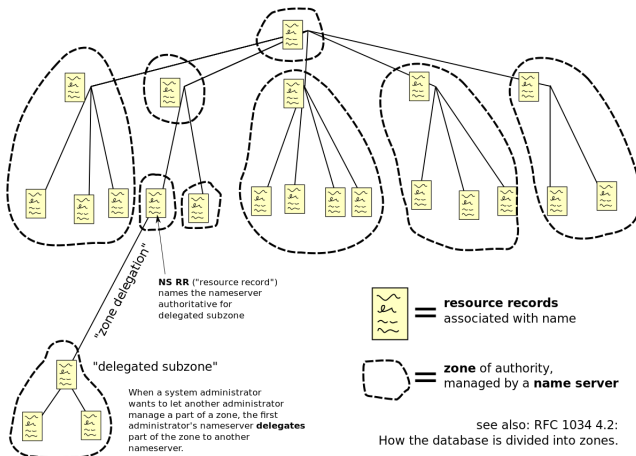 "zone delegation"
NS RR ("resource record")
names the nameserver
authoritative for
delegated subzone
resource records
associated with name
"delegated subzone"
zone of authority,
managed by a name server
When a system administrator
wants to let another administrator
manage a part of a zone, the first
administrator's nameserver delegates
part of the zone to another
nameserver.
see also: RFC 1034 4.2:
How the database is divided into zones.